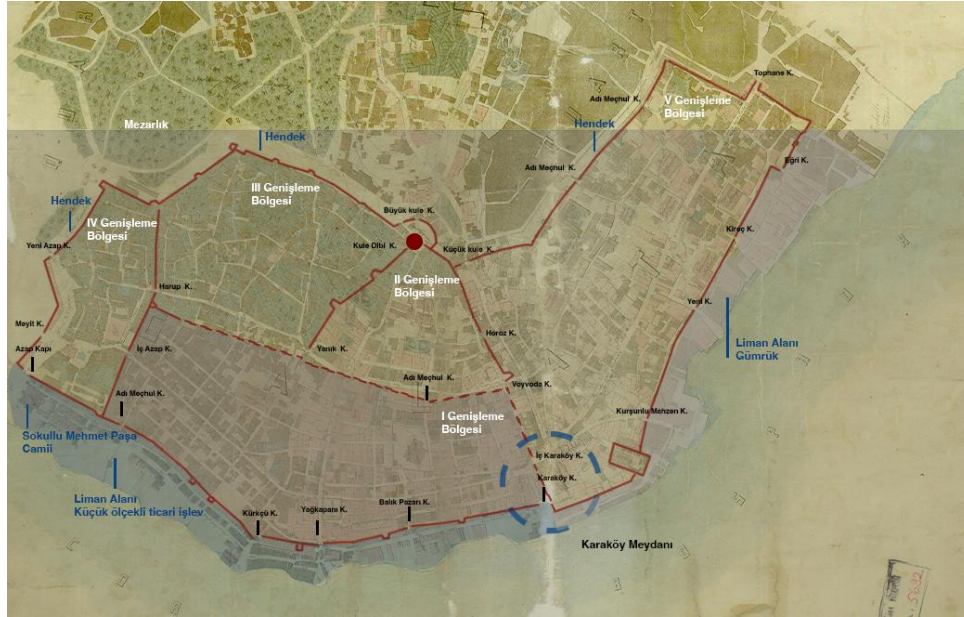 Tophane K.
Adı Meçhul K.
V Genişleme
Bölgesi
Mezarlık
Hendek
Hendek
Eğri K.
Adı Meçhul K.
III Genişleme
Bölgesi
Hendek
Büyük kule K.
IV Genişleme
Bölgesi
Kireç K.
Yeni Azap K.
Kule Dibi K.
Küçük kule K.
II Genişleme
Bölgesi
Harup K.
Yeni K.
Meyit K.
Horoz K.
Liman Alanı
Gümrük
Azap Kapı
İç Azap K.
Yanık K.
Adı Meçhul K.
Voyvoda K.
Adı Meçhul K.
I Genişleme
Bölgesi
Kurşunlu Mahzen K.
Sokullu Mehmet Paşa
Camii
İç Karaköy K.
Karaköy K.
Liman Alanı
Küçük ölçekli ticari işlev
Kürkçü K.
Yağkapanı K.
Balık Pazarı K.
Karaköy Meydanı